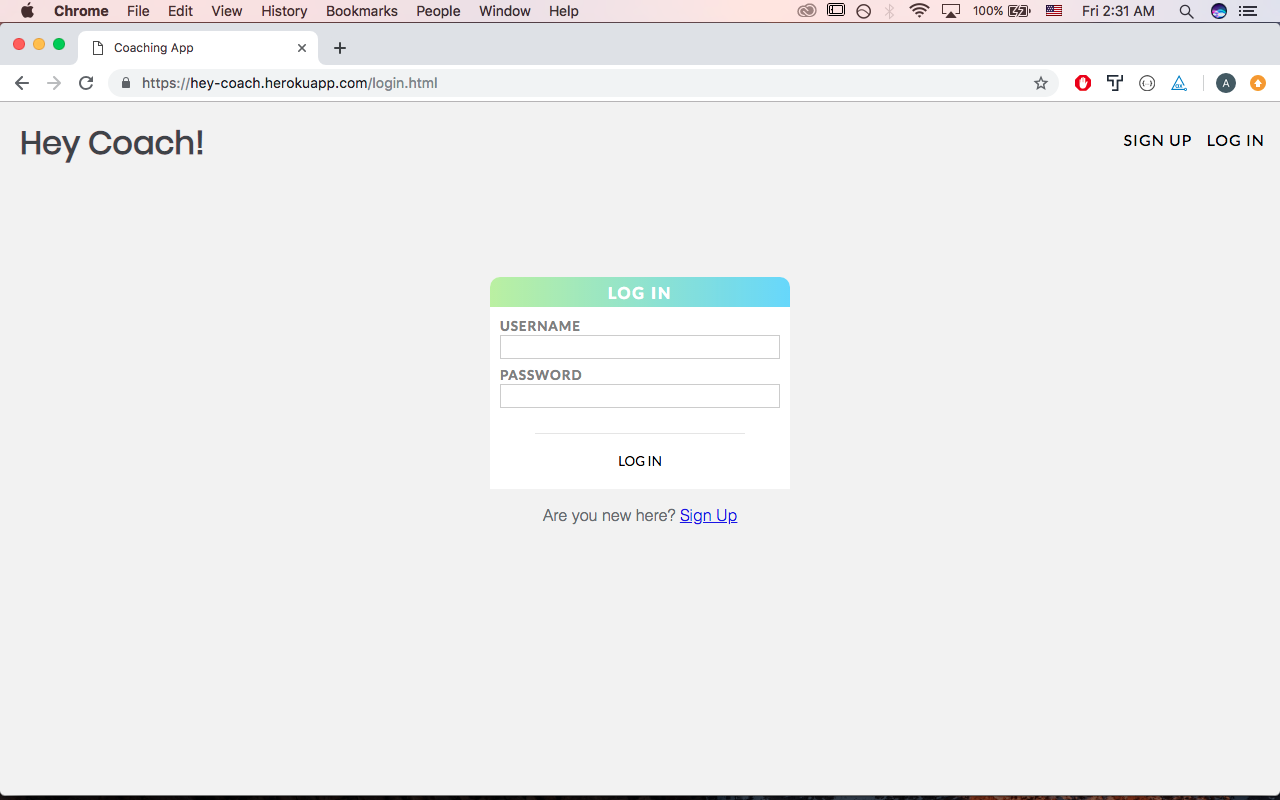 Chrome File Edit View History Bookmarks People Window Help 100% Fri 2:31 AM
Coaching App
https://hey-coach.herokuapp.com/login.html A
Hey Coach! SIGN UP LOG IN
LOG IN
USERNAME
PASSWORD
LOG IN
Are you new here? Sign Up